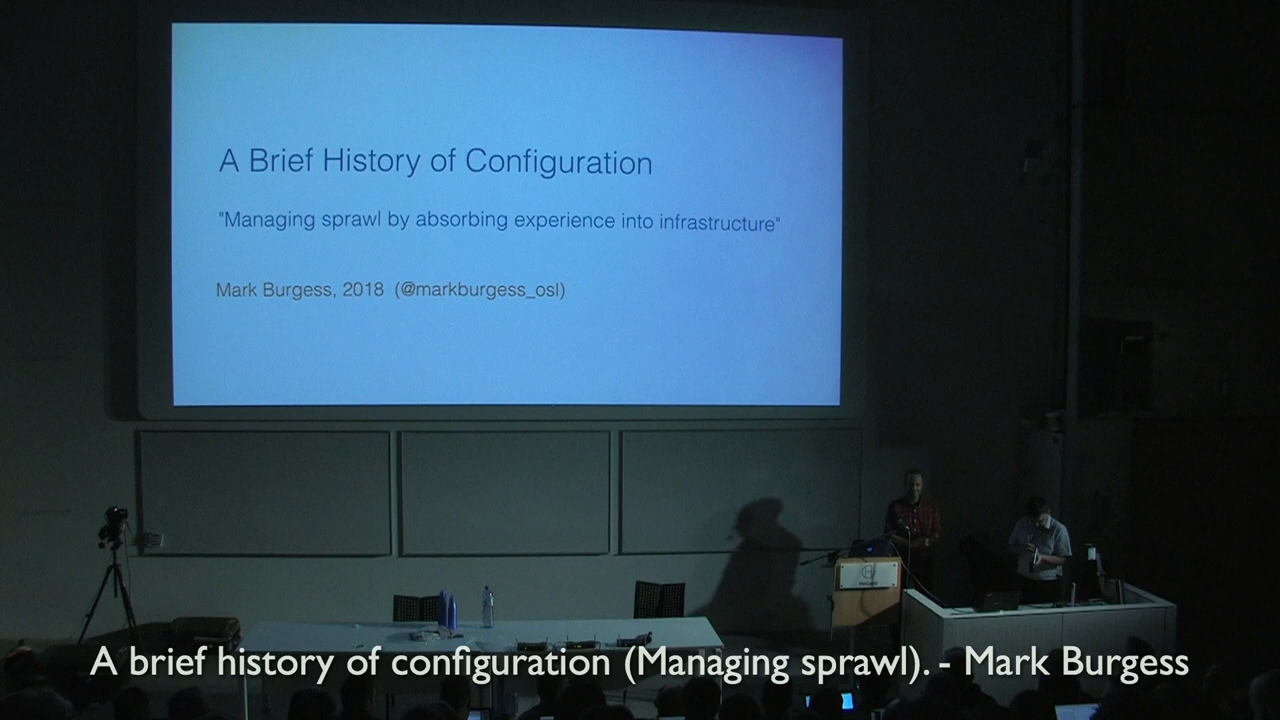 A Brief History of Configuration
"Managing sprawl by absorbing experience into infrastructure"
Mark Burgess, 2018 (@markburgess_osl)
A brief history of configuration (Managing sprawl). - Mark Burgess